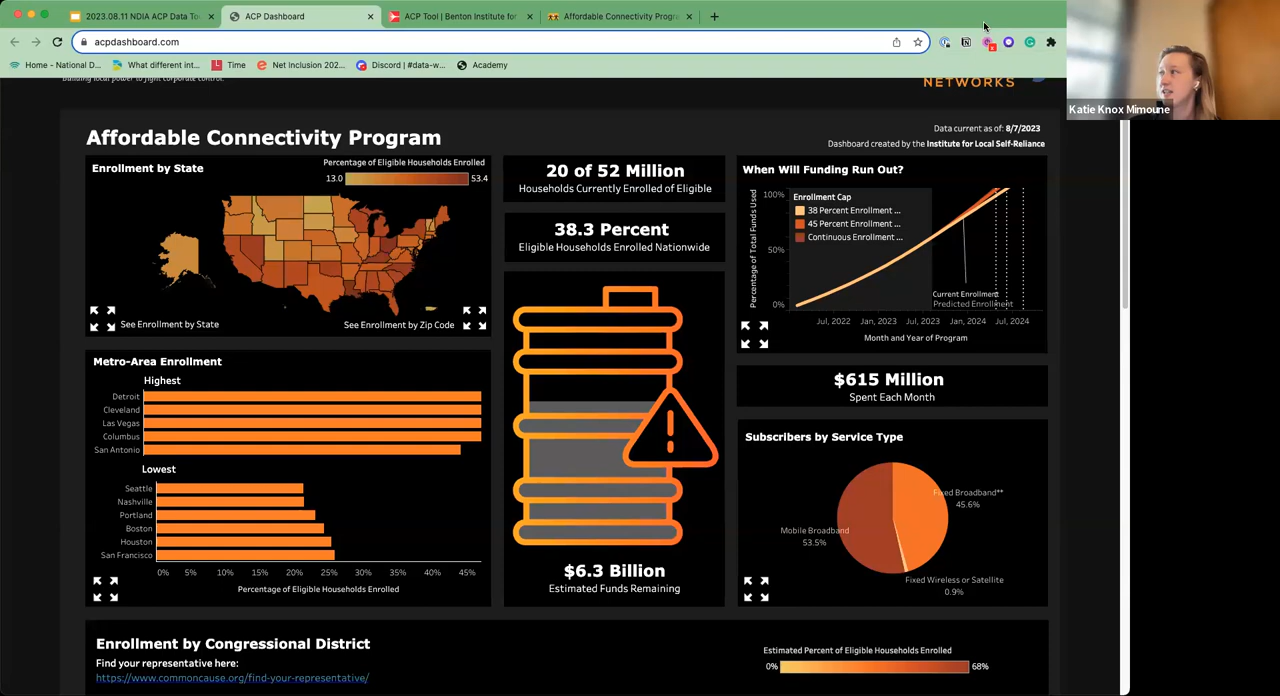 2023.08.11 NDIA ACP Data To
ACP Dashboard
ACP Tool | Benton Institute for
Affordable Connectivity Progr
acpdashboard.com
Home - National D...
What different int...
Time
Net Inclusion 202...
Discord | #data-w...
Academy
Building local power to fight corporate control.
NETWORKS
Katie Knox Mimoune
Affordable Connectivity Program
Data current as of: 8/7/2023
Dashboard created by the Institute for Local Self-Reliance
Enrollment by State
Percentage of Eligible Households Enrolled
13.0
53.4
See Enrollment by State
See Enrollment by Zip Code
20 of 52 Million
Households Currently Enrolled of Eligible
38.3 Percent
Eligible Households Enrolled Nationwide
When Will Funding Run Out?
Percentage of Total Funds Used
100%
50%
0%
Enrollment Cap
38 Percent Enrollment ...
45 Percent Enrollment ...
Continuous Enrollment ...
Current Enrollment
Predicted Enrollment
Jul, 2022
Jan, 2023
Jul, 2023
Jan, 2024
Jul, 2024
Month and Year of Program
Metro-Area Enrollment
Highest
Detroit
Cleveland
Las Vegas
Columbus
San Antonio
Lowest
Seattle
Nashville
Portland
Boston
Houston
San Francisco
0%
5%
10%
15%
20%
25%
30%
35%
40%
45%
Percentage of Eligible Households Enrolled
$6.3 Billion
Estimated Funds Remaining
$615 Million
Spent Each Month
Subscribers by Service Type
Fixed Broadband**
45.6%
Mobile Broadband
53.5%
Fixed Wireless or Satellite
0.9%
Enrollment by Congressional District
Find your representative here:
https://www.commoncause.org/find-your-representative/
Estimated Percent of Eligible Households Enrolled
0%
68%